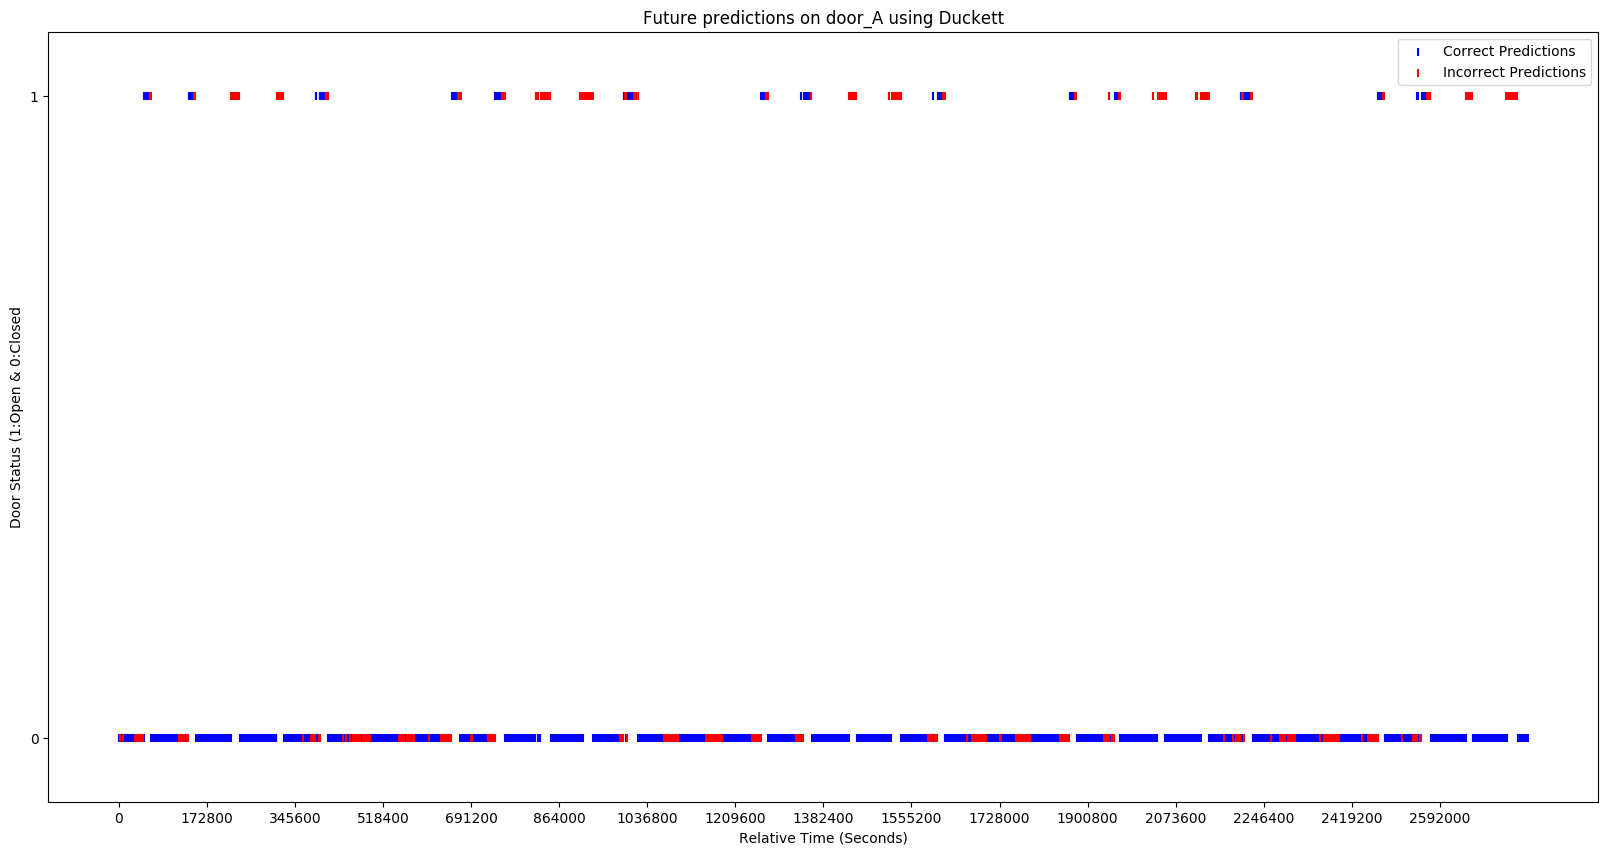 Future predictions on door_A using Duckett
Correct Predictions
Incorrect Predictions
1
Door Status (1:Open & 0:Closed
0
0 172800 345600 518400 691200 864000 1036800 1209600 1382400 1555200 1728000 1900800 2073600 2246400 2419200 2592000
Relative Time (Seconds)